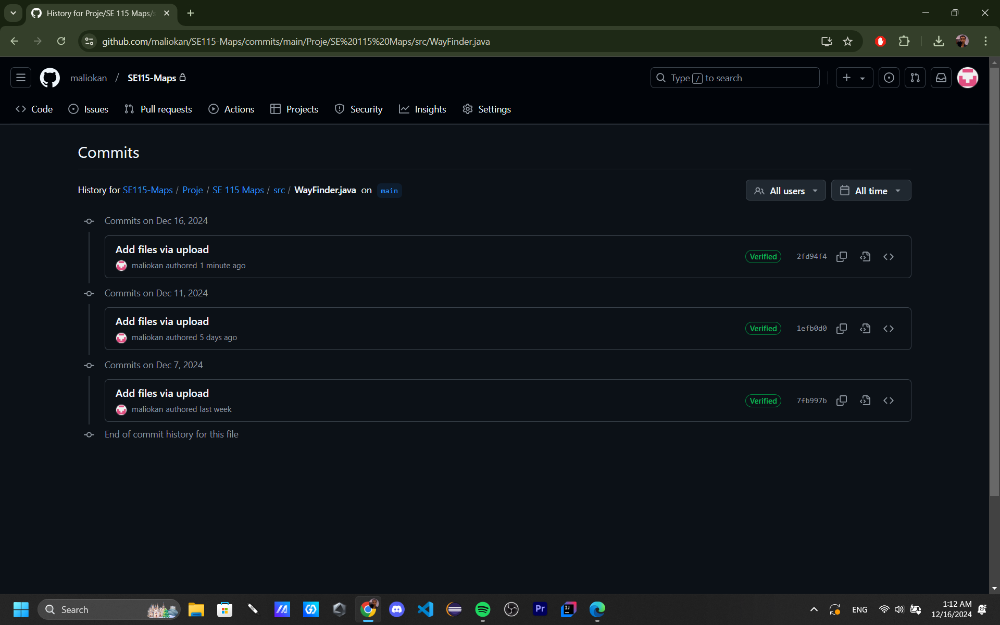 History for Proje/SE 115 Maps/s
github.com/maliokan/SE115-Maps/commits/main/Proje/SE%20115%20Maps/src/WayFinder.java
maliokan / SE115-Maps
Type / to search
Code Issues Pull requests Actions Projects Security Insights Settings
Commits
History for SE115-Maps / Proje / SE 115 Maps / src / WayFinder.java on main
All users All time
Commits on Dec 16, 2024
Add files via upload
maliokan authored 1 minute ago
Verified 2fd94f4
Commits on Dec 11, 2024
Add files via upload
maliokan authored 5 days ago
Verified 1efb0d0
Commits on Dec 7, 2024
Add files via upload
maliokan authored last week
Verified 7fb997b
End of commit history for this file
Search
Pr
IJ
ENG
1:12 AM
12/16/2024